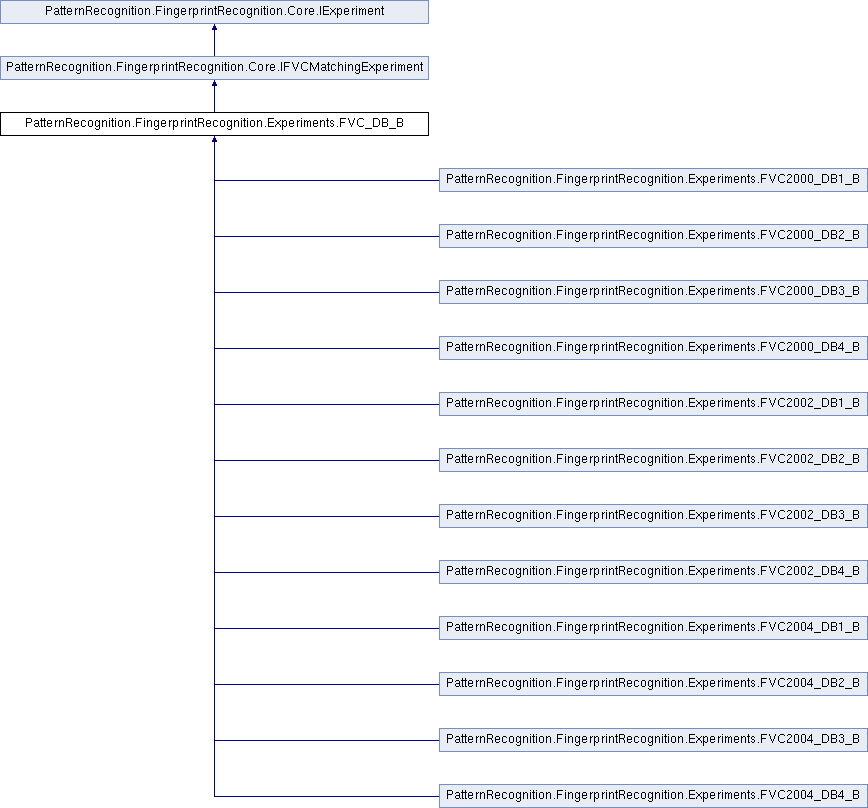 PatternRecognition.FingerprintRecognition.Core.IExperiment
PatternRecognition.FingerprintRecognition.Core.IFVCMatchingExperiment
PatternRecognition.FingerprintRecognition.Experiments.FVC_DB_B
PatternRecognition.FingerprintRecognition.Experiments.FVC2000_DB1_B
PatternRecognition.FingerprintRecognition.Experiments.FVC2000_DB2_B
PatternRecognition.FingerprintRecognition.Experiments.FVC2000_DB3_B
PatternRecognition.FingerprintRecognition.Experiments.FVC2000_DB4_B
PatternRecognition.FingerprintRecognition.Experiments.FVC2002_DB1_B
PatternRecognition.FingerprintRecognition.Experiments.FVC2002_DB2_B
PatternRecognition.FingerprintRecognition.Experiments.FVC2002_DB3_B
PatternRecognition.FingerprintRecognition.Experiments.FVC2002_DB4_B
PatternRecognition.FingerprintRecognition.Experiments.FVC2004_DB1_B
PatternRecognition.FingerprintRecognition.Experiments.FVC2004_DB2_B
PatternRecognition.FingerprintRecognition.Experiments.FVC2004_DB3_B
PatternRecognition.FingerprintRecognition.Experiments.FVC2004_DB4_B